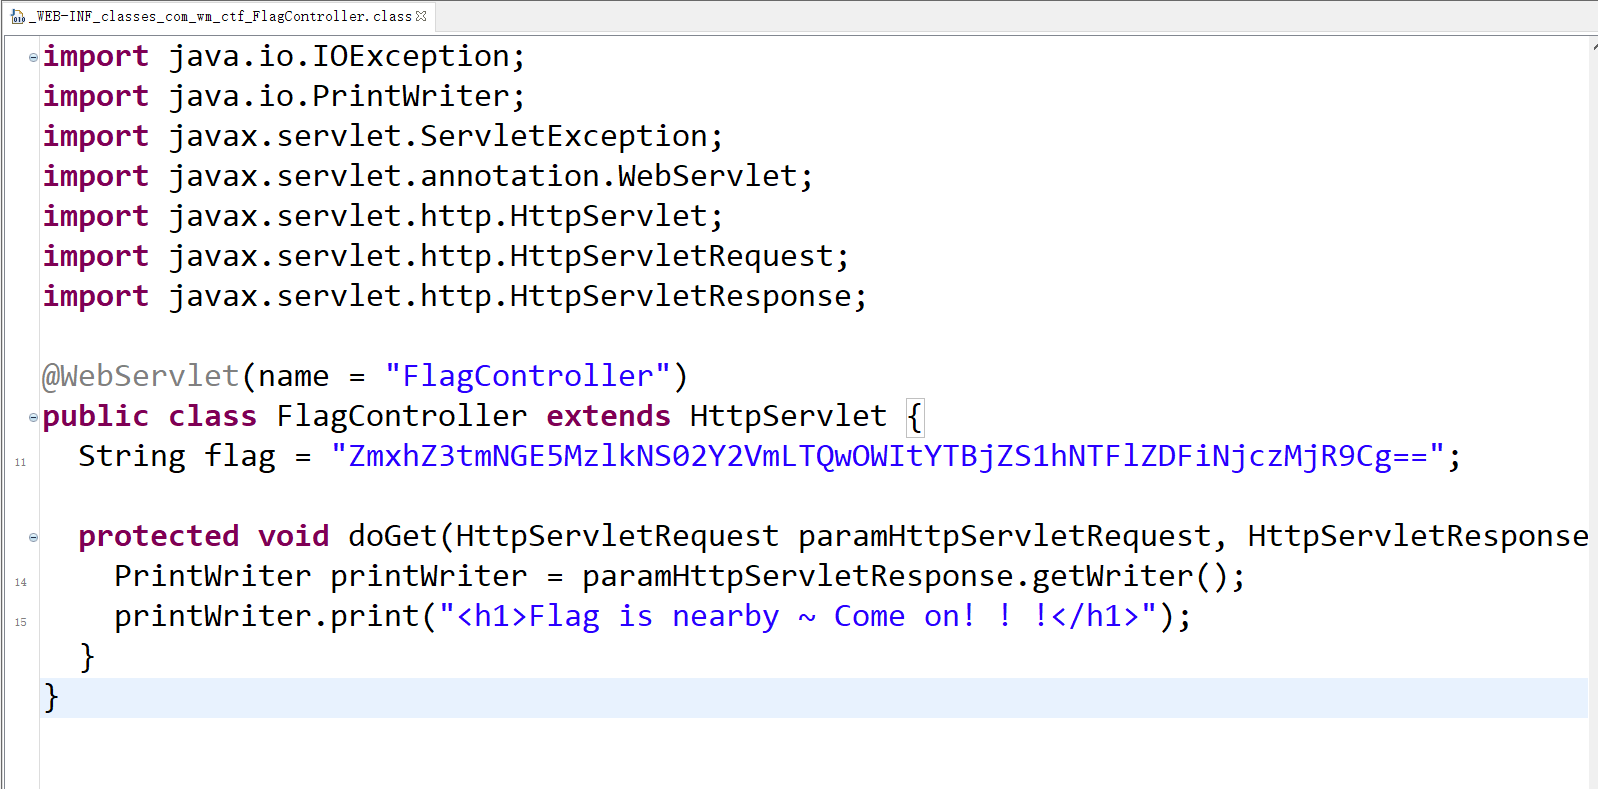 _WEB-INF_classes_com_wm_ctf_FlagController.class
import java.io.IOException;
import java.io.PrintWriter;
import javax.servlet.ServletException;
import javax.servlet.annotation.WebServlet;
import javax.servlet.http.HttpServlet;
import javax.servlet.http.HttpServletRequest;
import javax.servlet.http.HttpServletResponse;
@WebServlet(name = "FlagController")
public class FlagController extends HttpServlet {
11 String flag = "ZmxhZ3tmNGE5MzlkNS02Y2VmLTQwOWItYTBjZS1hNTFlZDFiNjczMjR9Cg==";
protected void doGet(HttpServletRequest paramHttpServletRequest, HttpServletResponse
14 PrintWriter printWriter = paramHttpServletResponse.getWriter();
15 printWriter.print("<h1>Flag is nearby ~ Come on! ! !</h1>");
}
}